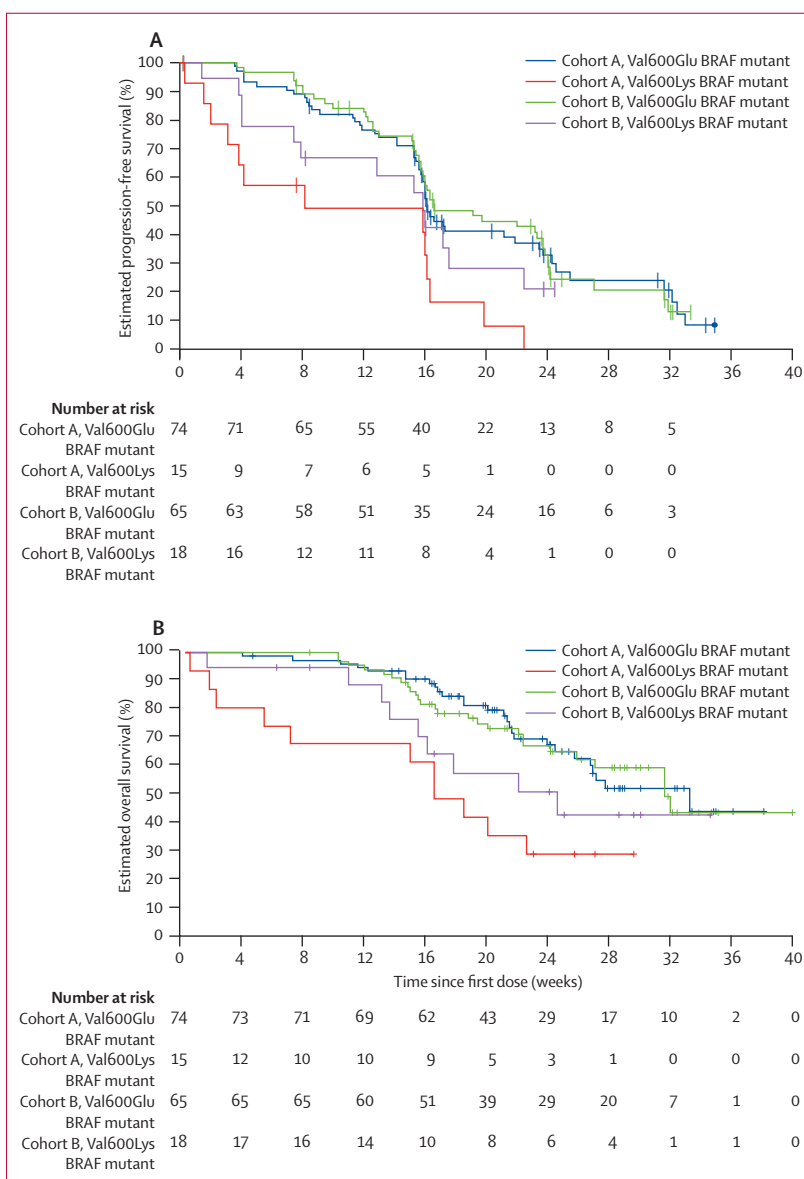 A
Estimated progression-free survival (%)
100
90
80
70
60
50
40
30
20
10
0
Cohort A, Val600Glu BRAF mutant
Cohort A, Val600Lys BRAF mutant
Cohort B, Val600Glu BRAF mutant
Cohort B, Val600Lys BRAF mutant
0 4 8 12 16 20 24 28 32 36 40
Number at risk
Cohort A, Val600Glu 74 71 65 55 40 22 13 8 5
BRAF mutant
Cohort A, Val600Lys 15 9 7 6 5 1 0 0 0
BRAF mutant
Cohort B, Val600Glu 65 63 58 51 35 24 16 6 3
BRAF mutant
Cohort B, Val600Lys 18 16 12 11 8 4 1 0 0
BRAF mutant
B
Estimated overall survival (%)
100
90
80
70
60
50
40
30
20
10
0
Cohort A, Val600Glu BRAF mutant
Cohort A, Val600Lys BRAF mutant
Cohort B, Val600Glu BRAF mutant
Cohort B, Val600Lys BRAF mutant
0 4 8 12 16 20 24 28 32 36 40
Time since first dose (weeks)
Number at risk
Cohort A, Val600Glu 74 73 71 69 62 43 29 17 10 2 0
BRAF mutant
Cohort A, Val600Lys 15 12 10 10 9 5 3 1 0 0 0
BRAF mutant
Cohort B, Val600Glu 65 65 65 60 51 39 29 20 7 1 0
BRAF mutant
Cohort B, Val600Lys 18 17 16 14 10 8 6 4 1 1 0
BRAF mutant